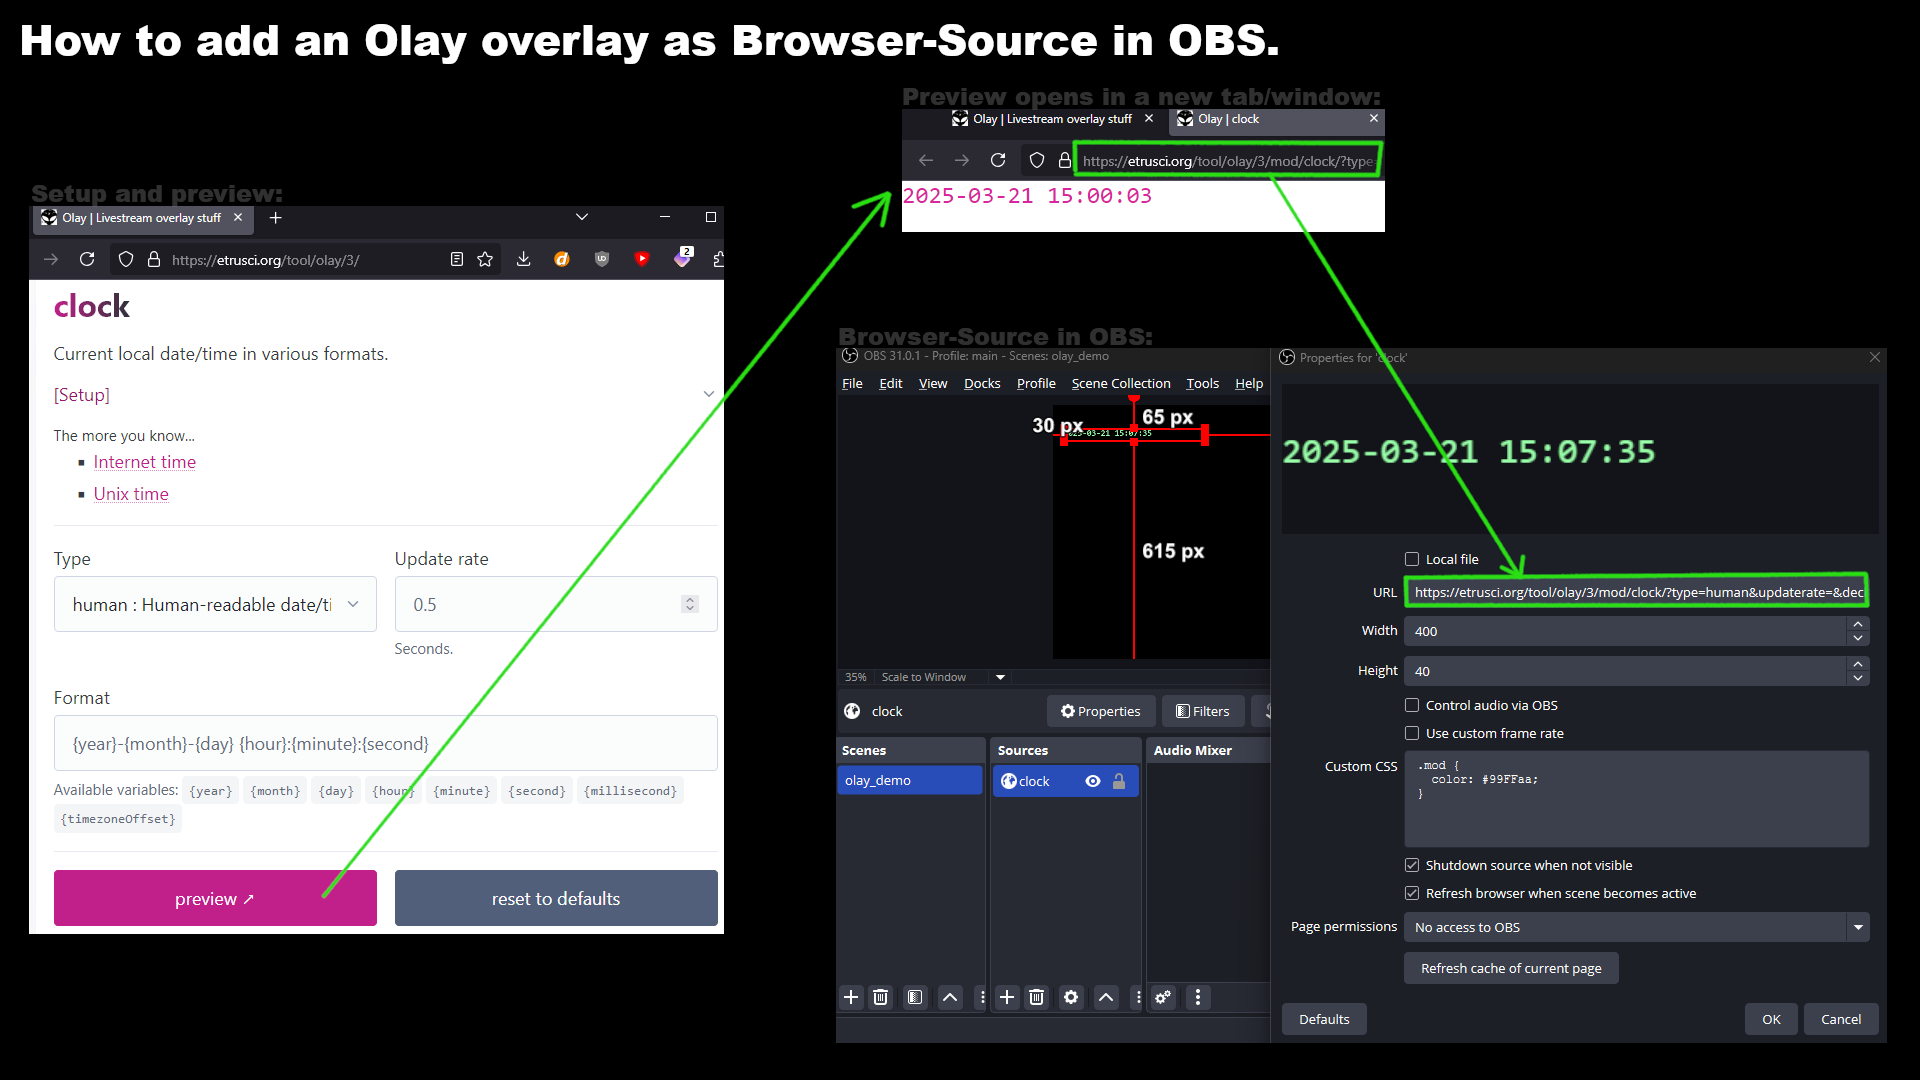 How to add an Olay overlay as Browser-Source in OBS.
Preview opens in a new tab/window:
Olay | Livestream overlay stuff
Olay | clock
https://etrusci.org/tool/olay/3/mod/clock/?type=
2025-03-21 15:00:03
Setup and preview:
Olay | Livestream overlay stuff
https://etrusci.org/tool/olay/3/
2
clock
Current local date/time in various formats.
[Setup]
The more you know...
Internet time
Unix time
Type
Update rate
human : Human-readable date/ti
0.5
Seconds.
Format
{year}-{month}-{day} {hour}:{minute}:{second}
Available variables: {year} {month} {day} {hour} {minute} {second} {millisecond}
{timezoneOffset}
preview ↗
reset to defaults
Browser-Source in OBS:
OBS 31.0.1 - Profile: main - Scenes: olay_demo
File Edit View Docks Profile Scene Collection Tools Help
65 px
30 px
2025-03-21 15:07:35
615 px
35% Scale to Window
clock
Properties
Filters
Scenes
Sources
Audio Mixer
olay_demo
clock
Properties for 'clock'
2025-03-21 15:07:35
Local file
URL https://etrusci.org/tool/olay/3/mod/clock/?type=human&updaterate=&dec
Width 400
Height 40
Control audio via OBS
Use custom frame rate
Custom CSS
.mod {
color: #99FFaa;
}
Shutdown source when not visible
Refresh browser when scene becomes active
Page permissions No access to OBS
Refresh cache of current page
Defaults
OK
Cancel